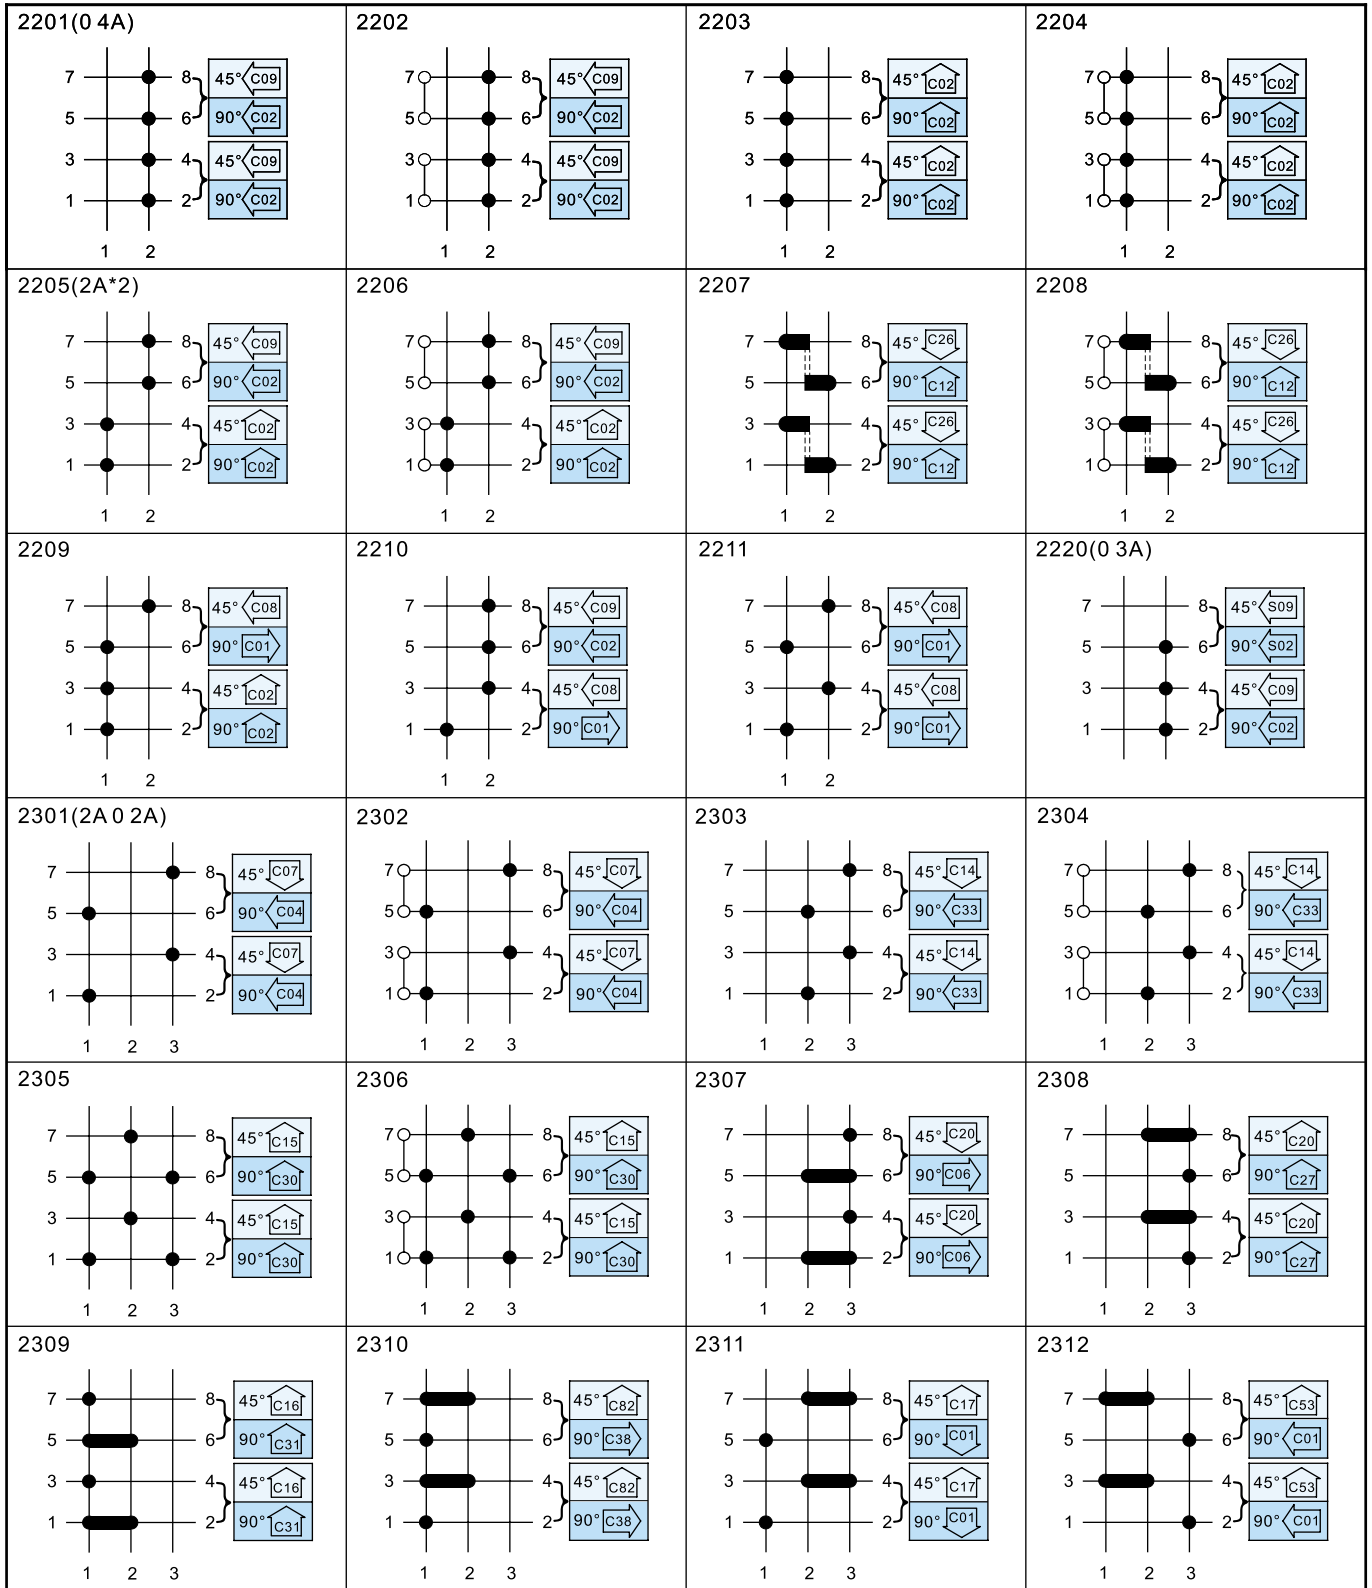 2201(0 4A)
7 8 45° C09
5 6 90° C02
3 4 45° C09
1 2 90° C02
1 2
2202
7 8 45° C09
5 6 90° C02
3 4 45° C09
1 2 90° C02
1 2
2203
7 8 45° C02
5 6 90° C02
3 4 45° C02
1 2 90° C02
1 2
2204
7 8 45° C02
5 6 90° C02
3 4 45° C02
1 2 90° C02
1 2
2205(2A*2)
7 8 45° C09
5 6 90° C02
3 4 45° C02
1 2 90° C02
1 2
2206
7 8 45° C09
5 6 90° C02
3 4 45° C02
1 2 90° C02
1 2
2207
7 8 45° C26
5 6 90° C12
3 4 45° C26
1 2 90° C12
1 2
2208
7 8 45° C26
5 6 90° C12
3 4 45° C26
1 2 90° C12
1 2
2209
7 8 45° C08
5 6 90° C01
3 4 45° C02
1 2 90° C02
1 2
2210
7 8 45° C09
5 6 90° C02
3 4 45° C08
1 2 90° C01
1 2
2211
7 8 45° C08
5 6 90° C01
3 4 45° C08
1 2 90° C01
1 2
2220(0 3A)
7 8 45° S09
5 6 90° S02
3 4 45° C09
1 2 90° C02
2301(2A 0 2A)
7 8 45° C07
5 6 90° C04
3 4 45° C07
1 2 90° C04
1 2 3
2302
7 8 45° C07
5 6 90° C04
3 4 45° C07
1 2 90° C04
1 2 3
2303
7 8 45° C14
5 6 90° C33
3 4 45° C14
1 2 90° C33
1 2 3
2304
7 8 45° C14
5 6 90° C33
3 4 45° C14
1 2 90° C33
1 2 3
2305
7 8 45° C15
5 6 90° C30
3 4 45° C15
1 2 90° C30
1 2 3
2306
7 8 45° C15
5 6 90° C30
3 4 45° C15
1 2 90° C30
1 2 3
2307
7 8 45° C20
5 6 90° C06
3 4 45° C20
1 2 90° C06
1 2 3
2308
7 8 45° C20
5 6 90° C27
3 4 45° C20
1 2 90° C27
1 2 3
2309
7 8 45° C16
5 6 90° C31
3 4 45° C16
1 2 90° C31
1 2 3
2310
7 8 45° C82
5 6 90° C38
3 4 45° C82
1 2 90° C38
1 2 3
2311
7 8 45° C17
5 6 90° C01
3 4 45° C17
1 2 90° C01
1 2 3
2312
7 8 45° C53
5 6 90° C01
3 4 45° C53
1 2 90° C01
1 2 3